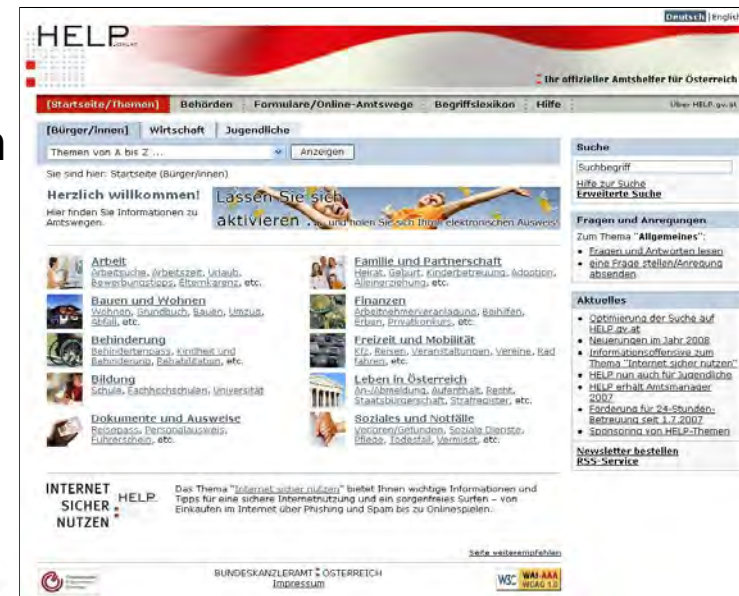 Deutsch | English
HELP.GV.AT
Ihr offizieller Amtshelfer für Österreich
[Startseite/Themen] Behörden Formulare/Online-Amtswege Begriffslexikon Hilfe Über HELP.gv.at
[Bürger/innen] Wirtschaft Jugendliche
Themen von A bis Z ... Anzeigen
Sie sind hier: Startseite (Bürger/innen)
Herzlich willkommen!
Hier finden Sie Informationen zu
Amtswegen.
Lassen Sie sich
aktivieren ... und holen Sie sich Ihren elektronischen Ausweis!
Arbeit
Arbeitsuche, Arbeitszeit, Urlaub,
Bewerbungstipps, Elternkarenz, etc.
Bauen und Wohnen
Wohnen, Grundbuch, Bauen, Umzug,
Abfall, etc.
Behinderung
Behindertenpass, Kindheit und
Behinderung, Rehabilitation, etc.
Bildung
Schule, Fachhochschulen, Universität
Dokumente und Ausweise
Reisepass, Personalausweis,
Führerschein, etc.
Familie und Partnerschaft
Heirat, Geburt, Kinderbetreuung, Adoption,
Alleinerziehung, etc.
Finanzen
Arbeitnehmerveranlagung, Beihilfen,
Erben, Privatkonkurs, etc.
Freizeit und Mobilität
Kfz, Reisen, Veranstaltungen, Vereine, Rad
fahren, etc.
Leben in Österreich
An-/Abmeldung, Aufenthalt, Recht,
Staatsbürgerschaft, Strafregister, etc.
Soziales und Notfälle
Verloren/Gefunden, Soziale Dienste,
Pflege, Todesfall, Vermisst, etc.
Suche
Suchbegriff
Hilfe zur Suche
Erweiterte Suche
Fragen und Anregungen
Zum Thema "Allgemeines":
• Fragen und Antworten lesen
• eine Frage stellen/Anregung
absenden
Aktuelles
• Optimierung der Suche auf
HELP.gv.at
• Neuerungen im Jahr 2008
• Informationsoffensive zum
Thema "Internet sicher nutzen"
• HELP nun auch für Jugendliche
• HELP erhält Amtsmanager
2007
• Förderung für 24-Stunden-
Betreuung seit 1.7.2007
• Sponsoring von HELP-Themen
Newsletter bestellen
RSS-Service
INTERNET
SICHER
NUTZEN
HELP
Das Thema "Internet sicher nutzen" bietet Ihnen wichtige Informationen und
Tipps für eine sichere Internetnutzung und ein sorgenfreies Surfen – von
Einkaufen im Internet über Phishing und Spam bis zu Onlinespielen.
Seite weiterempfehlen
BUNDESKANZLERAMT ÖSTERREICH
Impressum
W3C WAI-AAA
WCAG 1.0